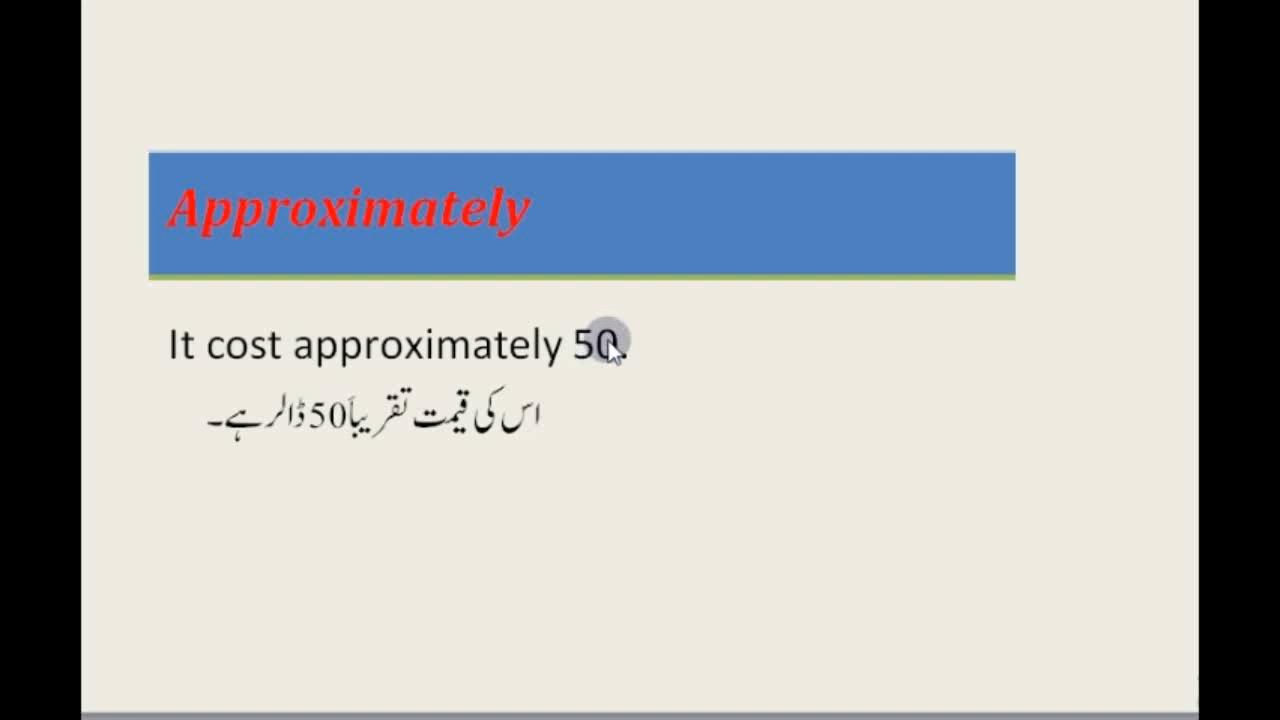 Approximately
It cost approximately 50.
اس کی قیمت تقریباً 50 ڈالر ہے۔